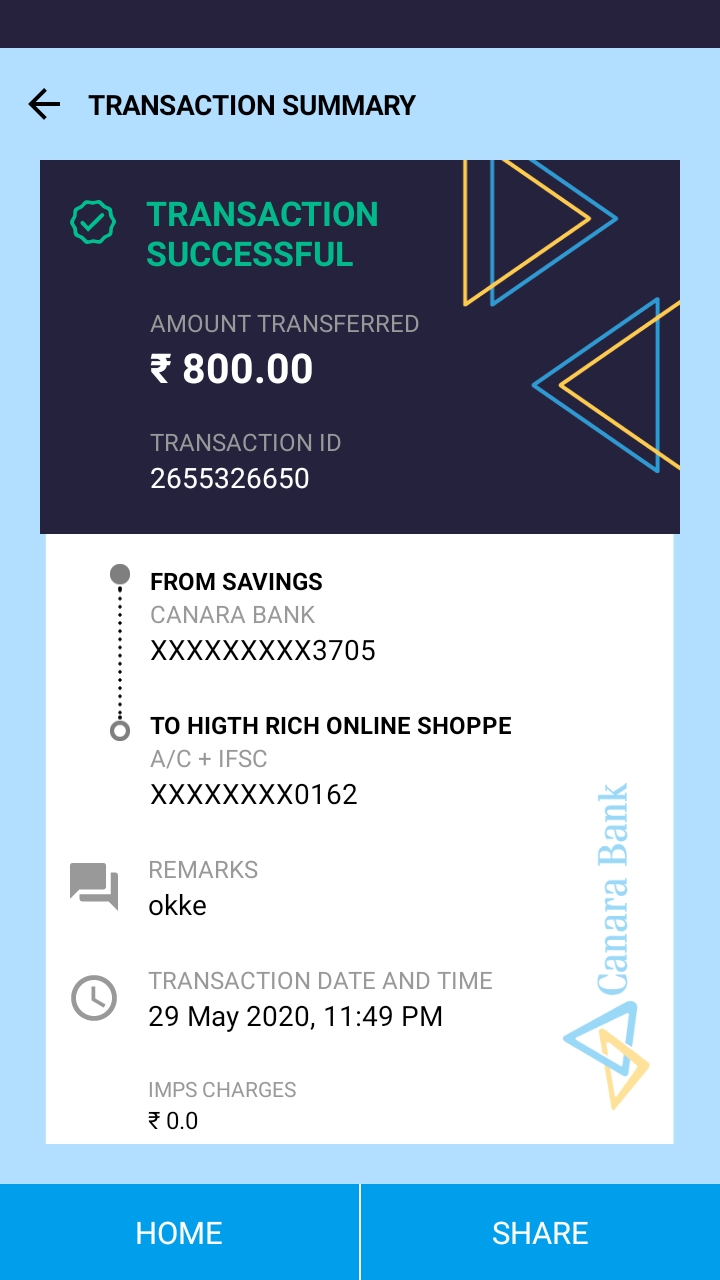 TRANSACTION SUMMARY
TRANSACTION
SUCCESSFUL
AMOUNT TRANSFERRED
₹ 800.00
TRANSACTION ID
2655326650
FROM SAVINGS
CANARA BANK
XXXXXXXXX3705
TO HIGTH RICH ONLINE SHOPPE
A/C + IFSC
XXXXXXXX0162
REMARKS
okke
TRANSACTION DATE AND TIME
29 May 2020, 11:49 PM
IMPS CHARGES
₹ 0.0
Canara Bank
HOME
SHARE